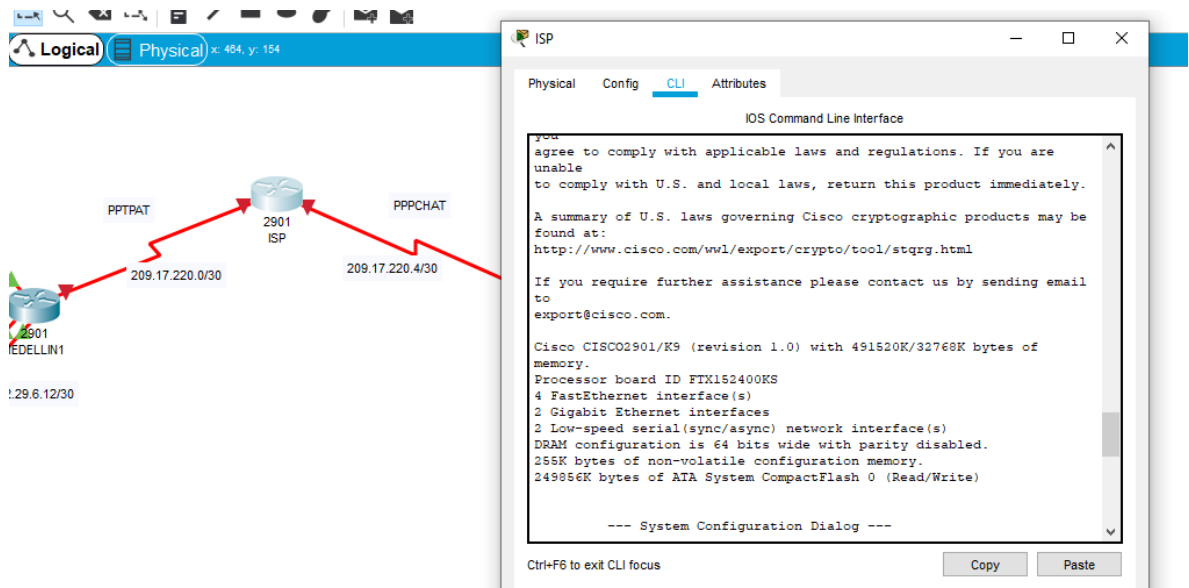 Logical
Physical x: 464, y: 154
PPTPAT
2901
ISP
PPPCHAT
209.17.220.0/30
209.17.220.4/30
2901
EDELLIN1
2.29.6.12/30
ISP
Physical Config CLI Attributes
IOS Command Line Interface
you
agree to comply with applicable laws and regulations. If you are
unable
to comply with U.S. and local laws, return this product immediately.
A summary of U.S. laws governing Cisco cryptographic products may be
found at:
http://www.cisco.com/wwl/export/crypto/tool/stqrg.html
If you require further assistance please contact us by sending email
to
export@cisco.com.
Cisco CISCO2901/K9 (revision 1.0) with 491520K/32768K bytes of
memory.
Processor board ID FTX152400KS
4 FastEthernet interface(s)
2 Gigabit Ethernet interfaces
2 Low-speed serial(sync/async) network interface(s)
DRAM configuration is 64 bits wide with parity disabled.
255K bytes of non-volatile configuration memory.
249856K bytes of ATA System CompactFlash 0 (Read/Write)
--- System Configuration Dialog ---
Ctrl+F6 to exit CLI focus
Copy Paste